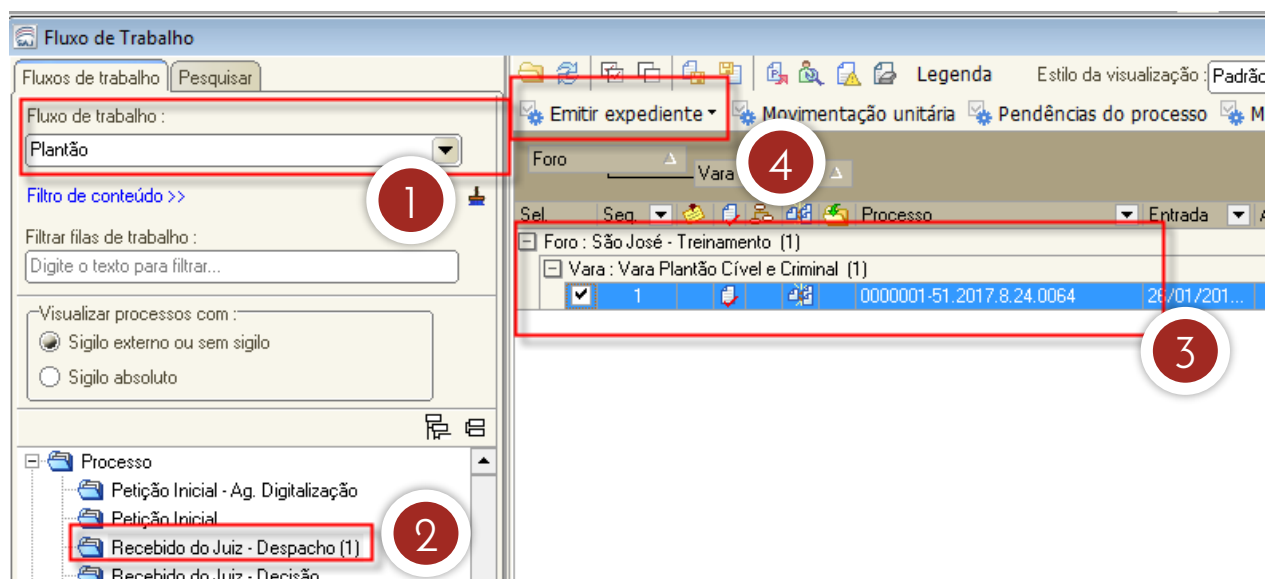 Fluxo de Trabalho
Fluxos de trabalho Pesquisar
Legenda Estilo da visualização : Padrão
Fluxo de trabalho :
Plantão
Emitir expediente Movimentação unitária Pendências do processo M
1
4
Foro Vara
Filtro de conteúdo >>
Sel. Seq. Processo Entrada A
Filtrar filas de trabalho :
Digite o texto para filtrar...
Foro : São José - Treinamento (1)
Vara : Vara Plantão Cível e Criminal (1)
1 0000001-51.2017.8.24.0064 26/01/201...
3
Visualizar processos com :
Sigilo externo ou sem sigilo
Sigilo absoluto
Processo
Petição Inicial - Ag. Digitalização
Petição Inicial
Recebido do Juiz - Despacho (1)
2
Recebido do Juiz - Decisão